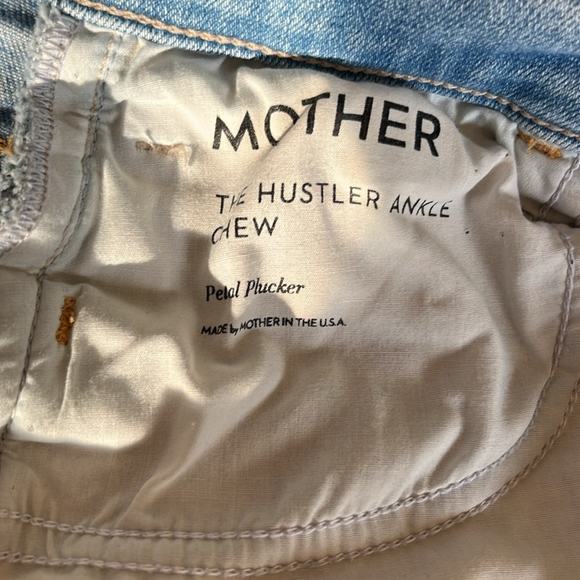 MOTHER
THE HUSTLER ANKLE
CHEW
Petal Plucker
MADE by MOTHER IN THE U.S.A.